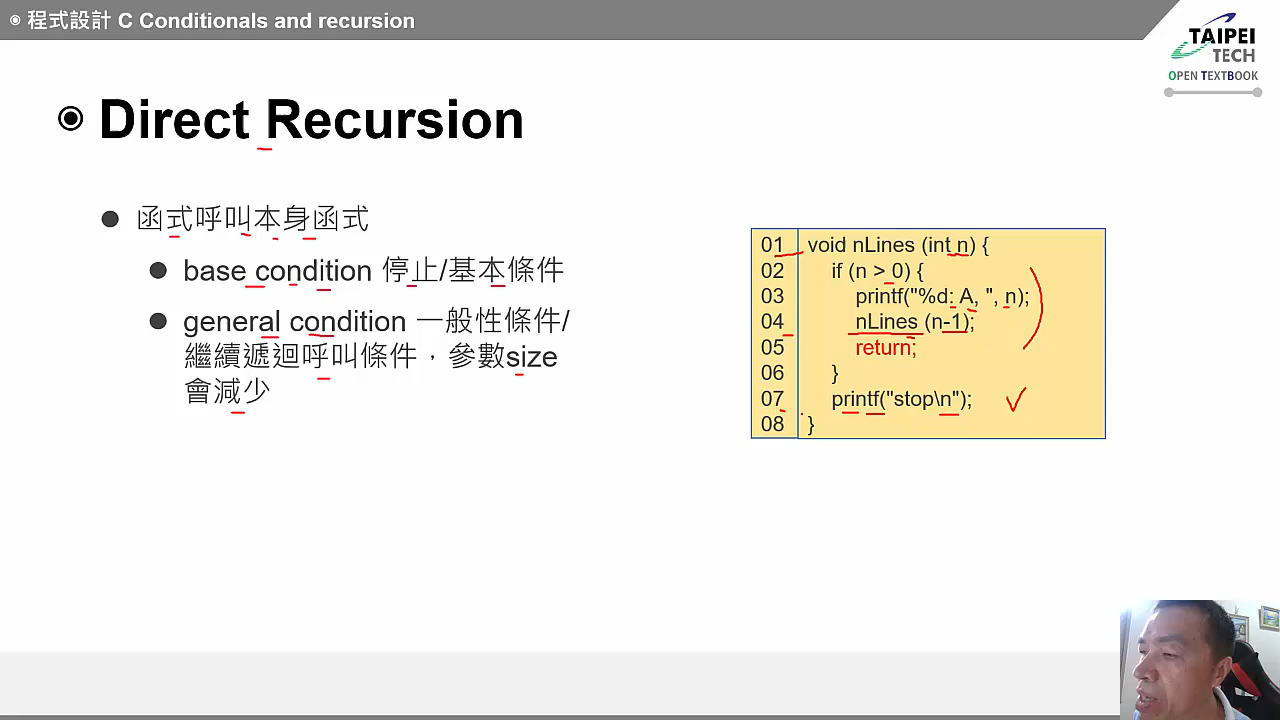 程式設計 C Conditionals and recursion
TAIPEI
TECH
OPEN TEXTBOOK
Direct Recursion
函式呼叫本身函式
base condition 停止/基本條件
general condition 一般性條件/
繼續遞迴呼叫條件，參數size
會減少
01 void nLines (int n) {
02 if (n > 0) {
03 printf("%d: A, ", n);
04 nLines (n-1);
05 return;
06 }
07 printf("stop\n");
08 }